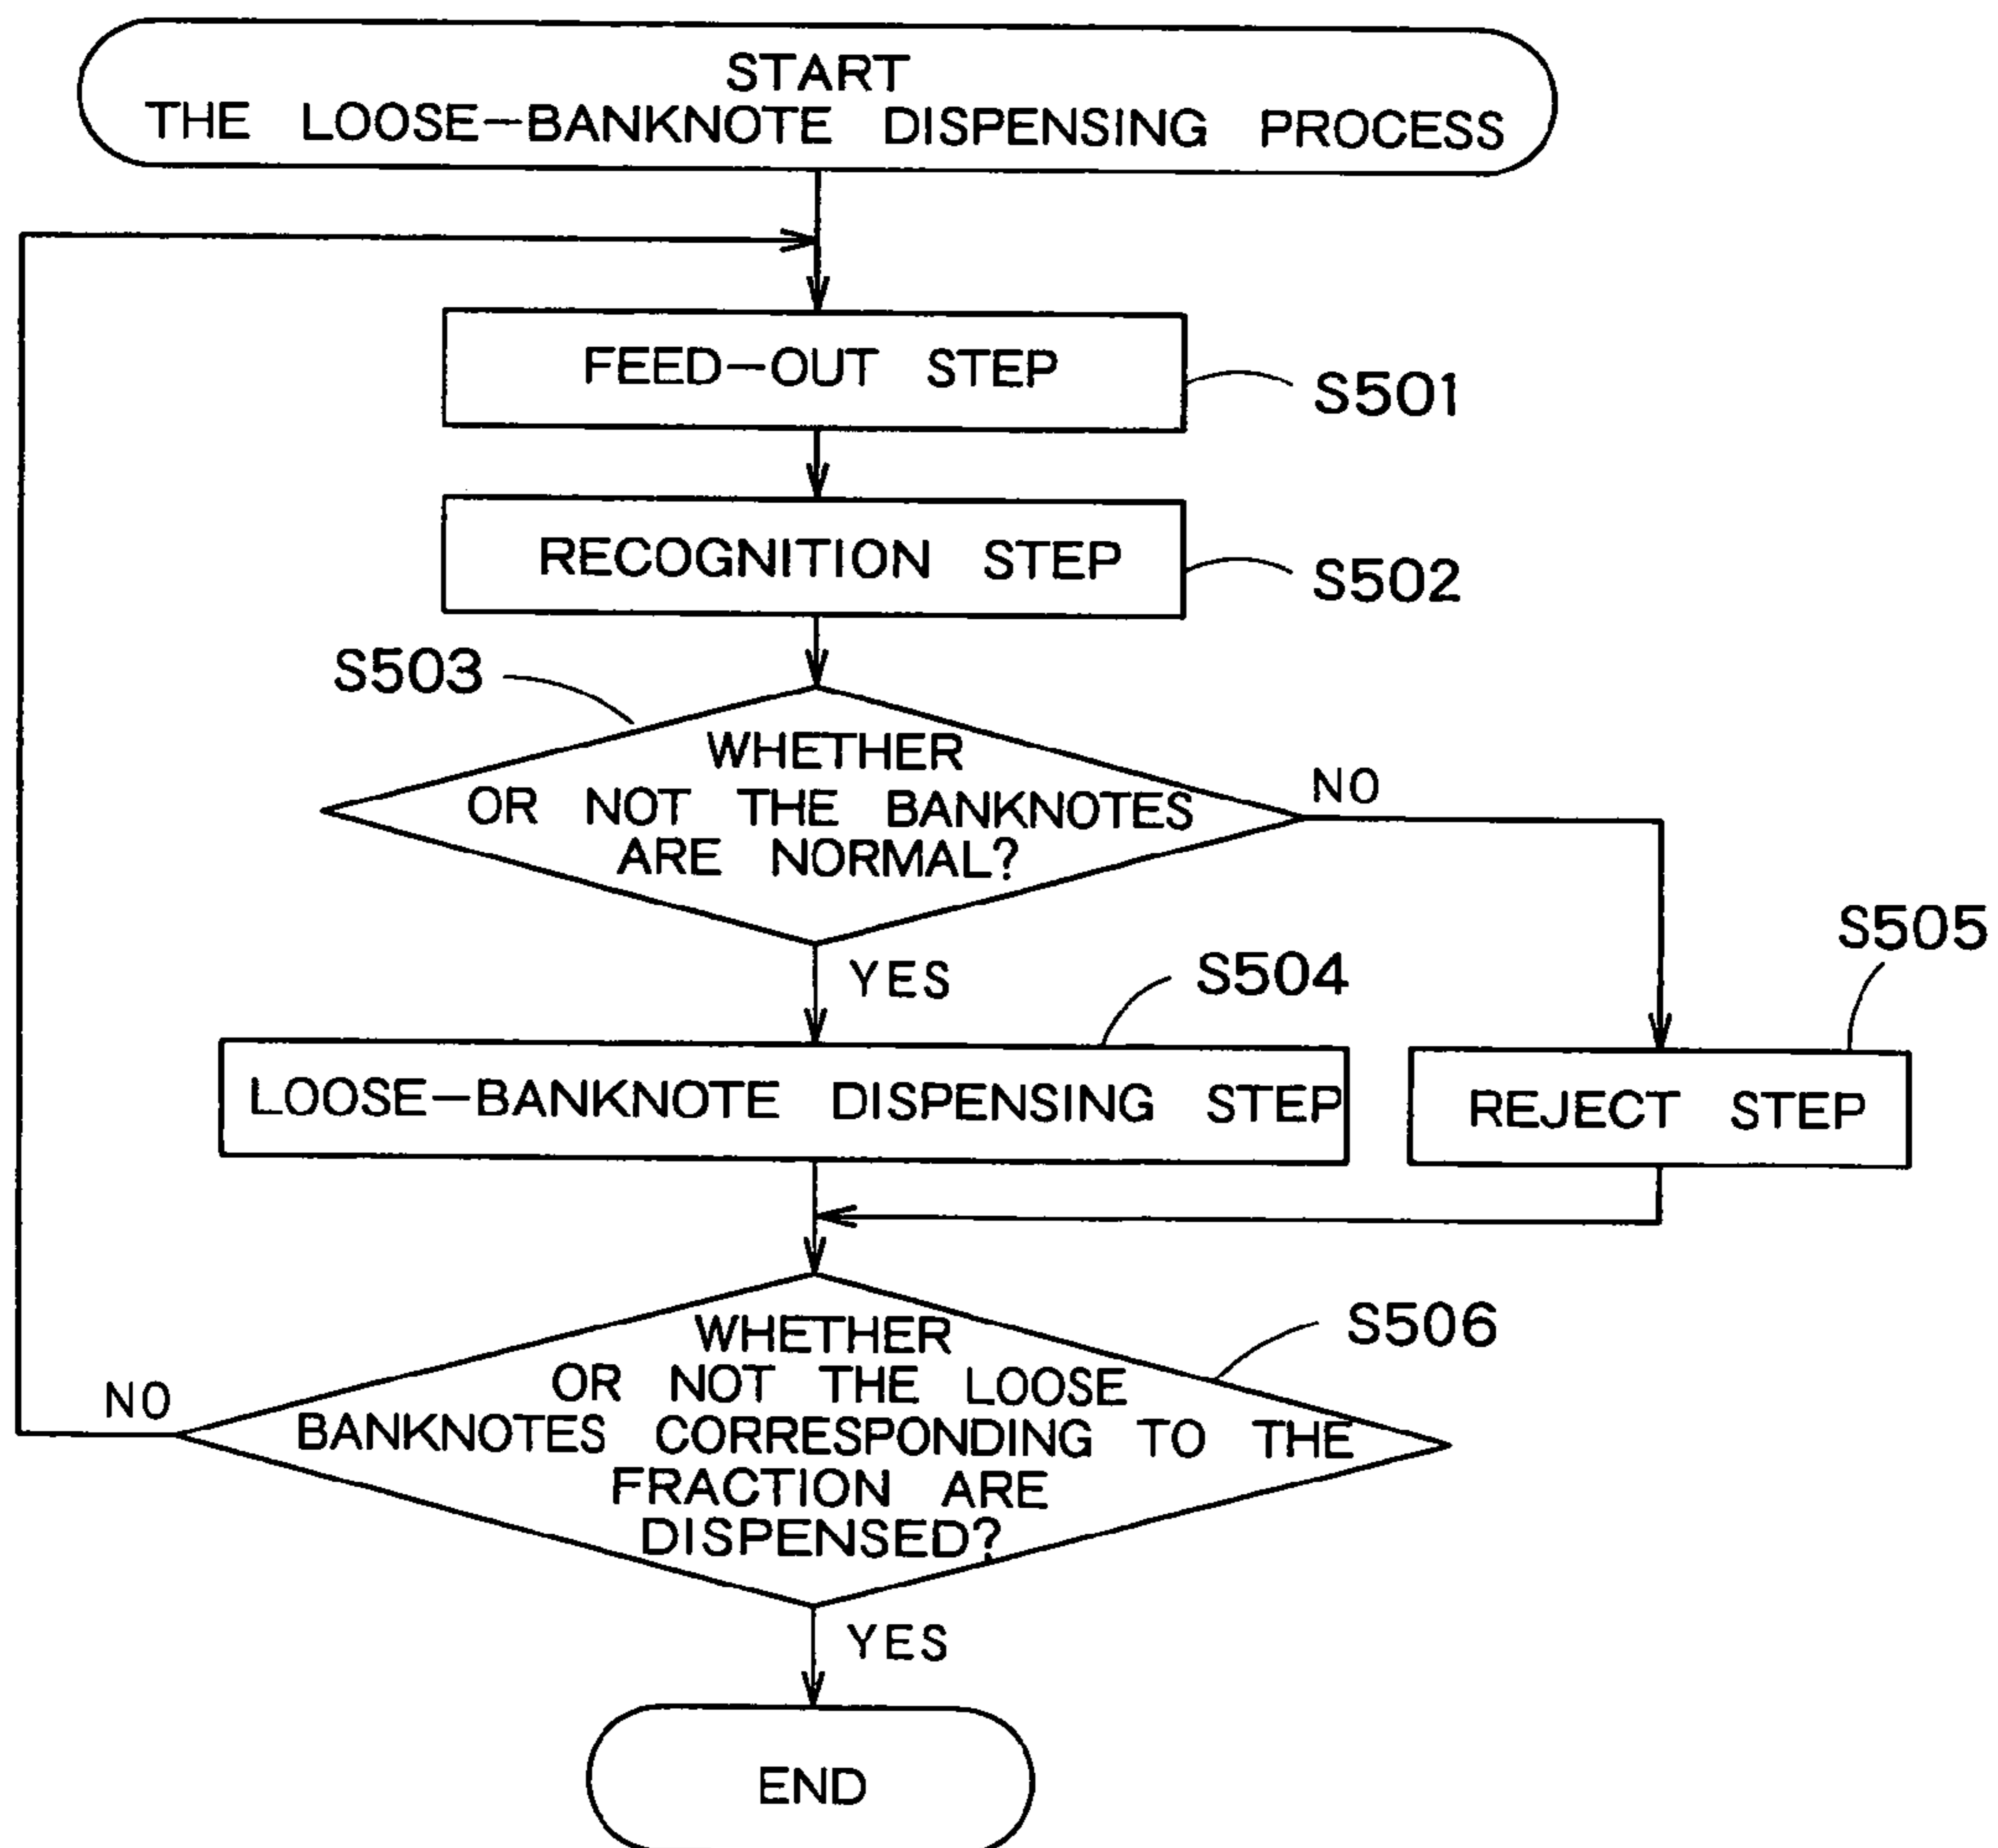 START
THE LOOSE-BANKNOTE DISPENSING PROCESS
FEED-OUT STEP
S501
RECOGNITION STEP
S502
S503
WHETHER
OR NOT THE BANKNOTES
ARE NORMAL?
NO
YES
S504
S505
LOOSE-BANKNOTE DISPENSING STEP
REJECT STEP
WHETHER
OR NOT THE LOOSE
BANKNOTES CORRESPONDING TO THE
FRACTION ARE
DISPENSED?
S506
NO
YES
END